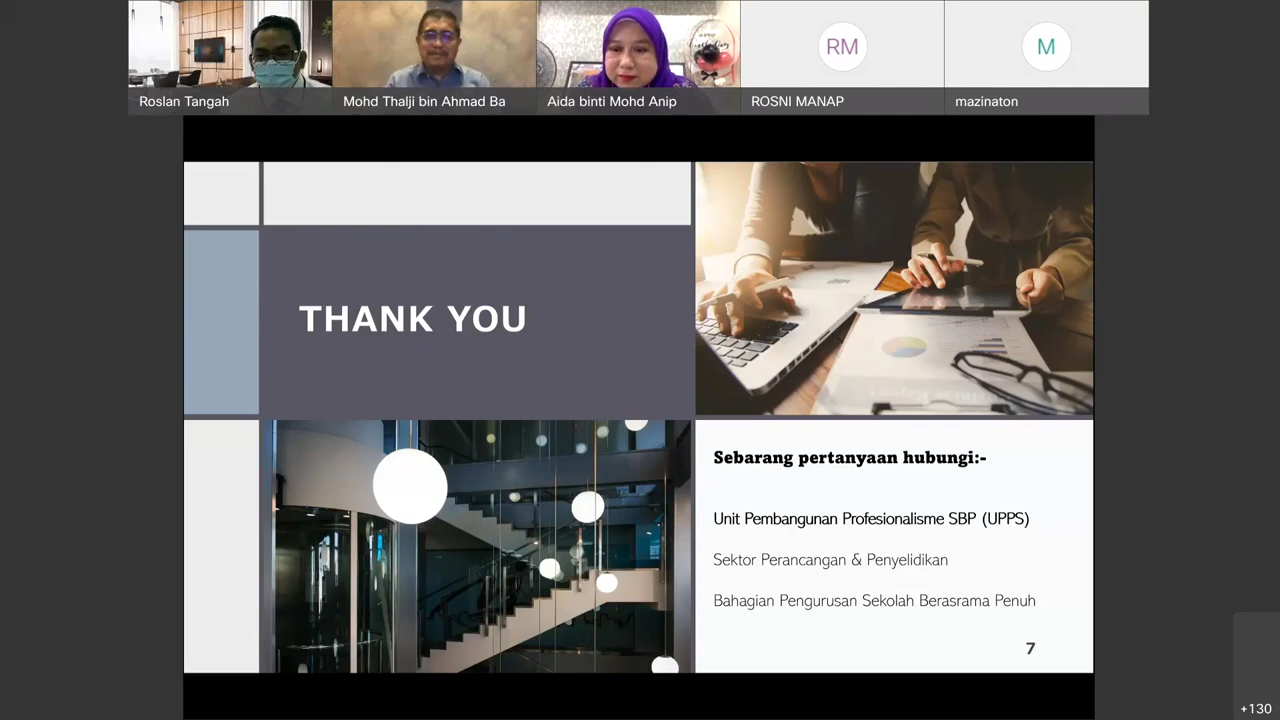 Roslan Tangah
Mohd Thalji bin Ahmad Ba
Aida binti Mohd Anip
RM
ROSNI MANAP
M
mazinaton
THANK YOU
Sebarang pertanyaan hubungi:-
Unit Pembangunan Profesionalisme SBP (UPPS)
Sektor Perancangan & Penyelidikan
Bahagian Pengurusan Sekolah Berasrama Penuh
7
+130